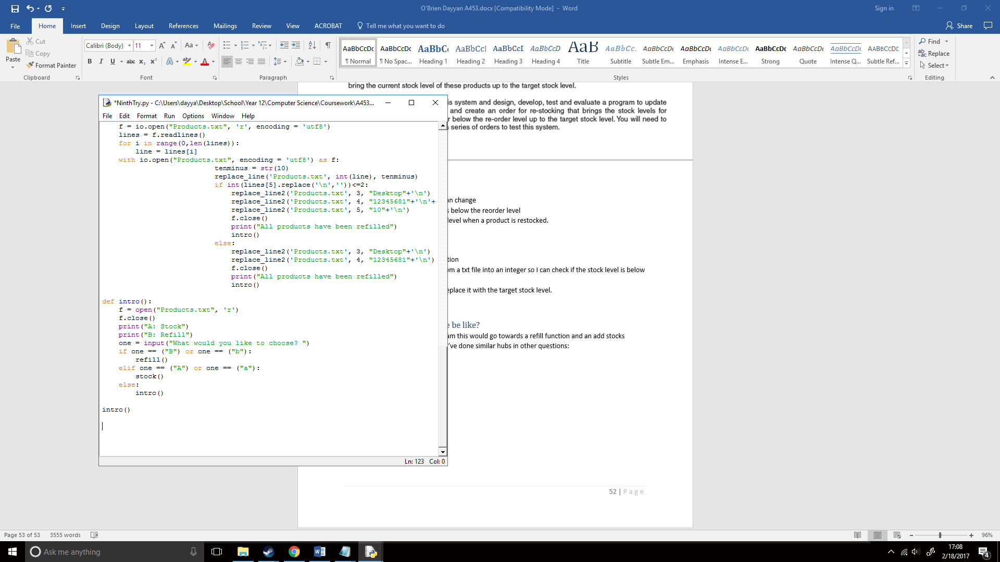 O'Brien Dayyan A453.docx [Compatibility Mode] - Word
Sign in
File Home Insert Design Layout References Mailings Review View ACROBAT Tell me what you want to do
Share
Paste
Cut
Copy
Format Painter
Clipboard
Calibri (Body) 11
Font
Paragraph
AaBbCcDc AaBbCcDc AaBbC AaBbCcI AaBbCcI AaBbCcD AaB AaBbCc AaBbCcDc AaBbCcDc AaBbCcDc AaBbCcDc AaBbCcDc AaBbCcDc AABBCCDE
¶ Normal ¶ No Spac... Heading 1 Heading 2 Heading 3 Heading 4 Title Subtitle Subtle Em... Emphasis Intense E... Strong Quote Intense Q... Subtle Ref...
Styles
Find
Replace
Select
Editing
bring the current stock level of these products up to the target stock level.
is system and design, develop, test and evaluate a program to update
and create an order for re-stocking that brings the stock levels for
r below the re-order level up to the target stock level. You will need to
series of orders to test this system.
an change
s below the reorder level
level when a product is restocked.
tion
om a txt file into an integer so I can check if the stock level is below
eplace it with the target stock level.
e be like?
am this would go towards a refill function and an add stocks
've done similar hubs in other questions:
52 | Page
*NinthTry.py - C:\Users\dayya\Desktop\School\Year 12\Computer Science\Coursework\A453...
File Edit Format Run Options Window Help
f = io.open("Products.txt", 'r', encoding = 'utf8')
lines = f.readlines()
for i in range(0,len(lines)):
line = lines[i]
with io.open("Products.txt", encoding = 'utf8') as f:
tenminus = str(10)
replace_line('Products.txt', int(line), tenminus)
if int(lines[5].replace('\n',''))<=2:
replace_line2('Products.txt', 3, "Desktop"+'\n')
replace_line2('Products.txt', 4, "12345681"+'\n'+
replace_line2('Products.txt', 5, "10"+'\n')
f.close()
print("All products have been refilled")
intro()
else:
replace_line2('Products.txt', 3, "Desktop"+'\n')
replace_line2('Products.txt', 4, "12345681"+'\n')
f.close()
print("All products have been refilled")
intro()
def intro():
f = open("Products.txt", 'r')
f.close()
print("A: Stock")
print("B: Refill")
one = input("What would you like to choose? ")
if one == ("B") or one == ("b"):
refill()
elif one == ("A") or one == ("a"):
stock()
else:
intro()
intro()
Ln: 123 Col: 0
Page 53 of 53 3555 words
96%
Ask me anything
17:08
2/18/2017
4